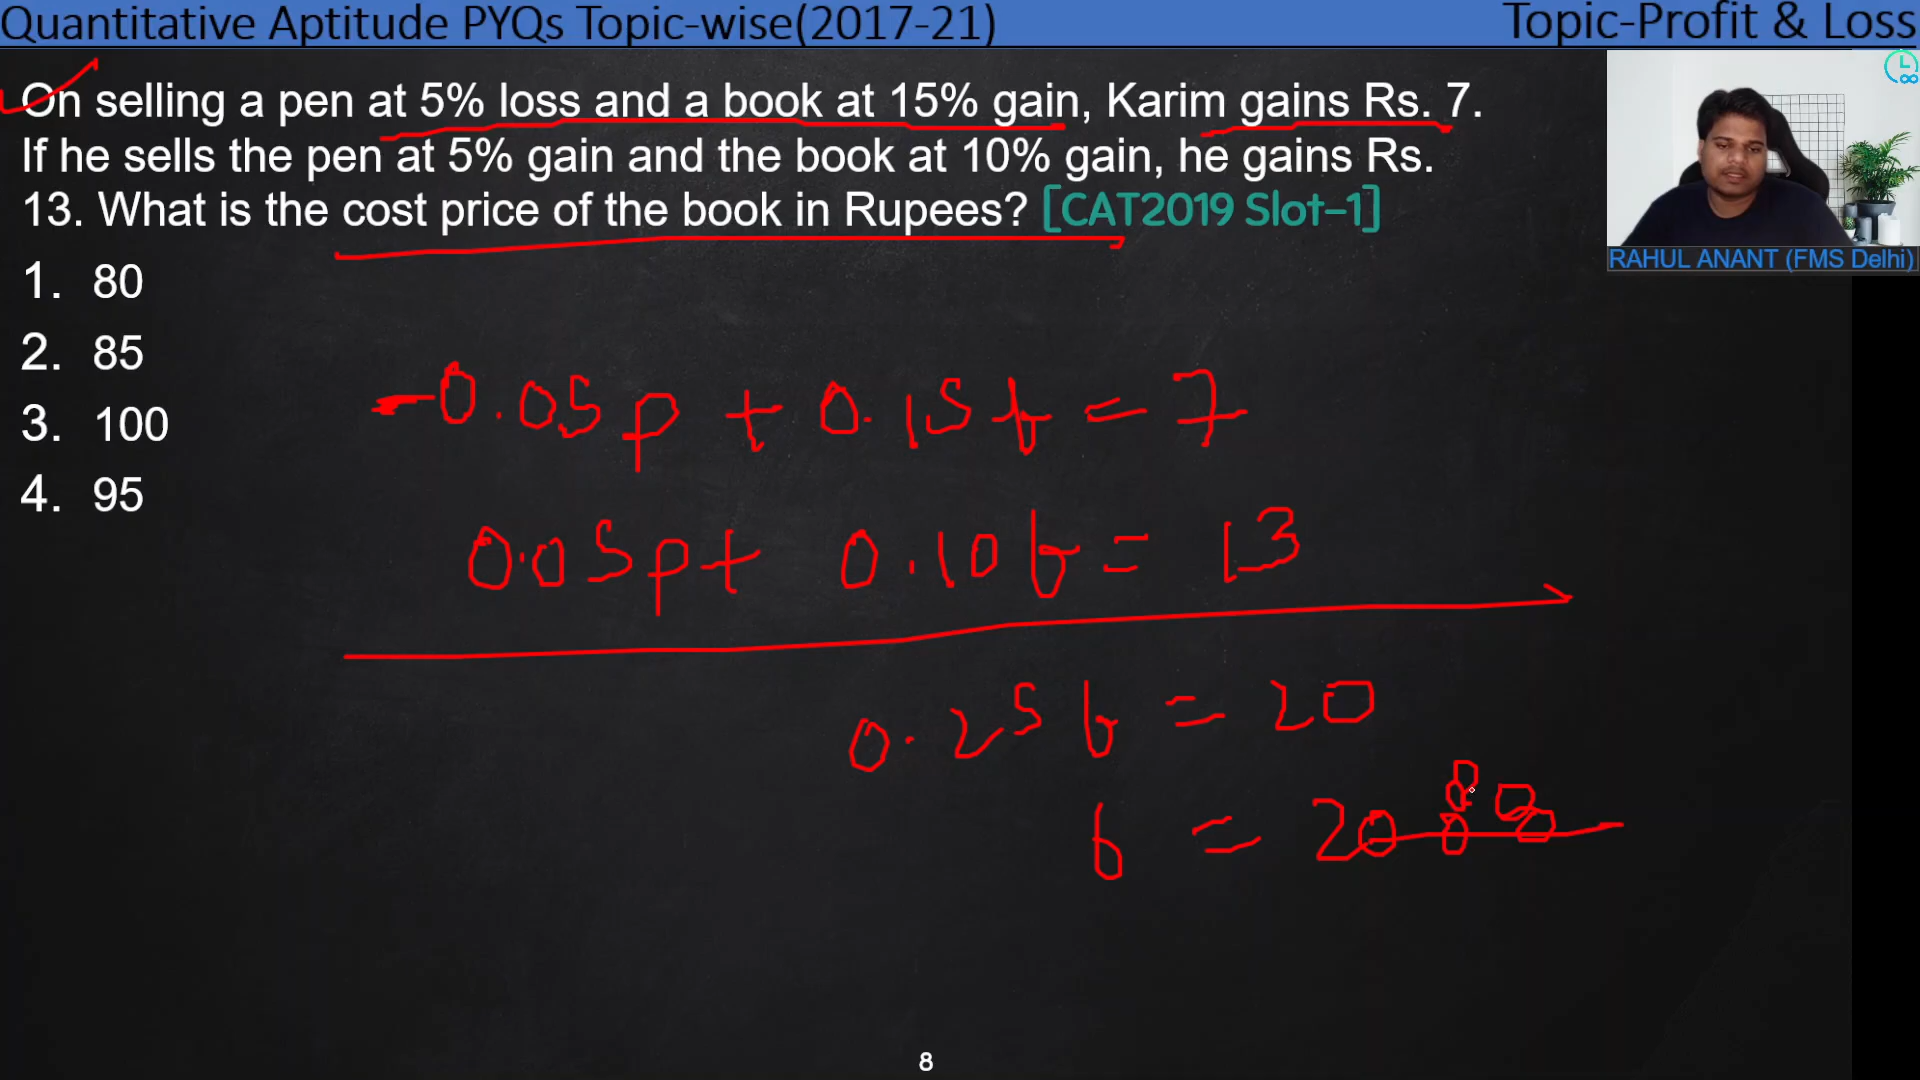 Quantitative Aptitude PYQs Topic-wise(2017-21)
Topic-Profit & Loss
On selling a pen at 5% loss and a book at 15% gain, Karim gains Rs. 7.
If he sells the pen at 5% gain and the book at 10% gain, he gains Rs.
13. What is the cost price of the book in Rupees? [CAT2019 Slot-1]
RAHUL ANANT (FMS Delhi)
1. 80
2. 85
3. 100
4. 95
-0.05p + 0.15b = 7
0.05p + 0.10b = 13
0.25b = 20
b = 20
8